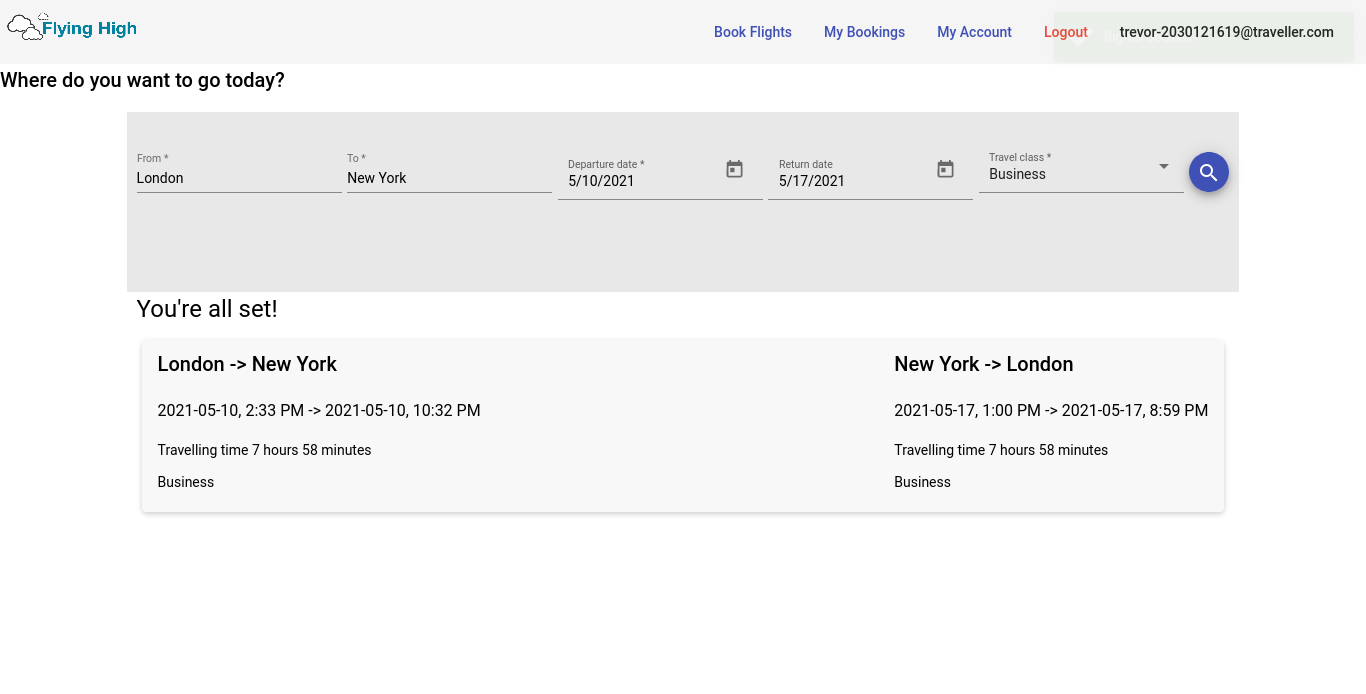 Flying High
Book Flights My Bookings My Account Logout trevor-2030121619@traveller.com
Where do you want to go today?
From * To * Departure date * Return date Travel class *
London New York 5/10/2021 5/17/2021 Business
You're all set!
London -> New York
2021-05-10, 2:33 PM -> 2021-05-10, 10:32 PM
Travelling time 7 hours 58 minutes
Business
New York -> London
2021-05-17, 1:00 PM -> 2021-05-17, 8:59 PM
Travelling time 7 hours 58 minutes
Business